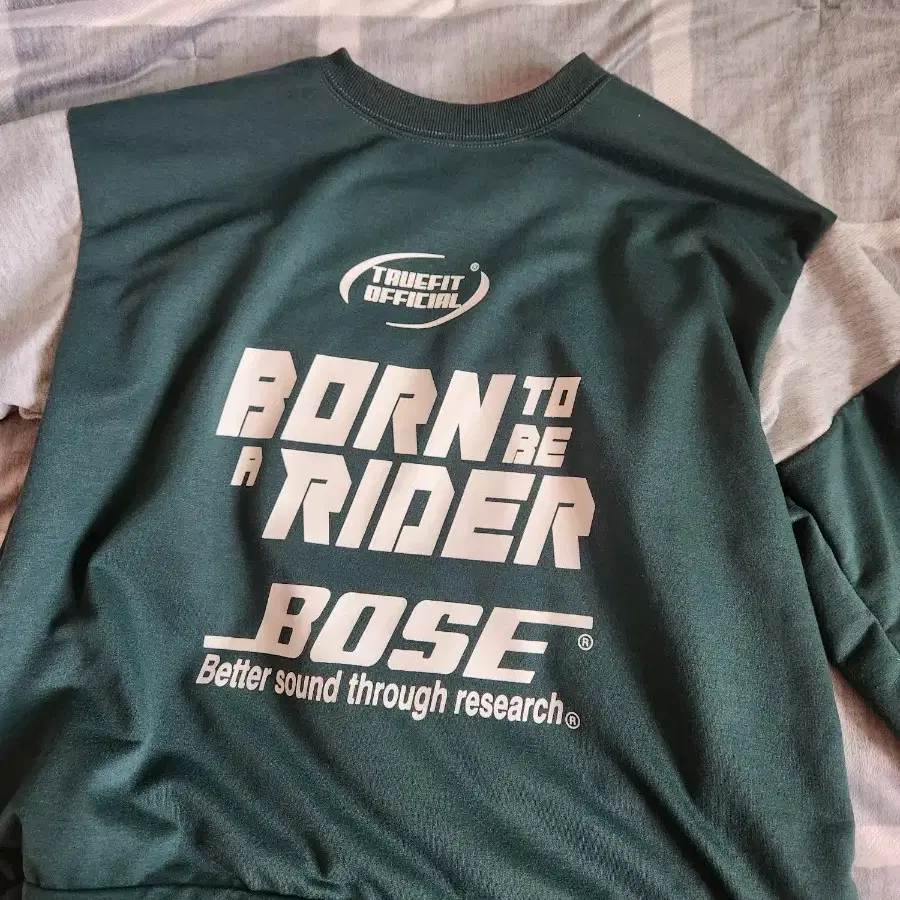 TRUEFIT ®
OFFICIAL
BORN TO BE
A RIDER
BOSE ®
Better sound through research®